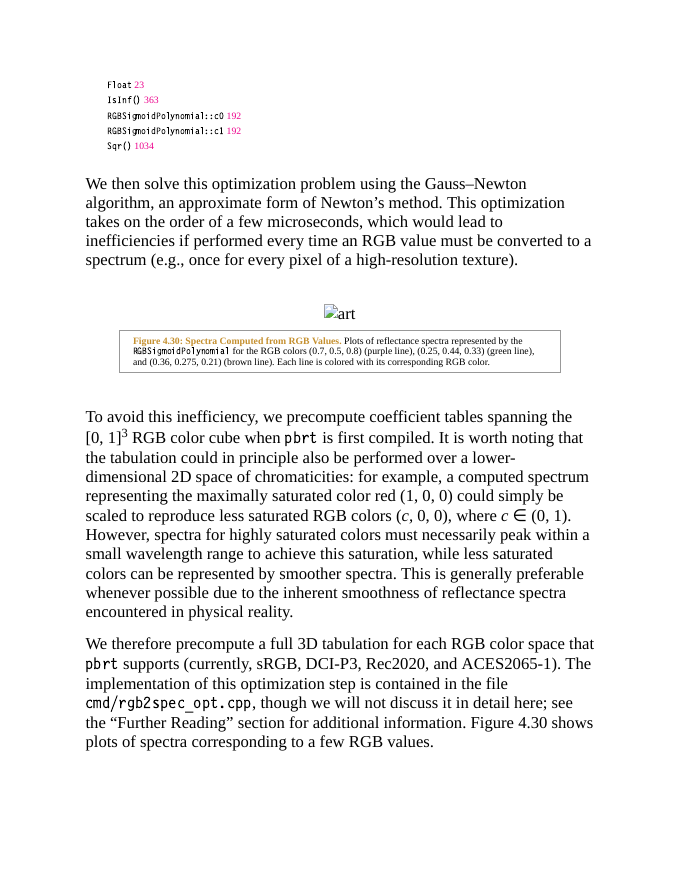 Float 23
IsInf() 363
RGBSigmoidPolynomial::c0 192
RGBSigmoidPolynomial::c1 192
Sqr() 1034
We then solve this optimization problem using the Gauss–Newton
algorithm, an approximate form of Newton’s method. This optimization
takes on the order of a few microseconds, which would lead to
inefficiencies if performed every time an RGB value must be converted to a
spectrum (e.g., once for every pixel of a high-resolution texture).
art
Figure 4.30: Spectra Computed from RGB Values. Plots of reflectance spectra represented by the
RGBSigmoidPolynomial for the RGB colors (0.7, 0.5, 0.8) (purple line), (0.25, 0.44, 0.33) (green line),
and (0.36, 0.275, 0.21) (brown line). Each line is colored with its corresponding RGB color.
To avoid this inefficiency, we precompute coefficient tables spanning the
[0, 1]³ RGB color cube when pbrt is first compiled. It is worth noting that
the tabulation could in principle also be performed over a lower-
dimensional 2D space of chromaticities: for example, a computed spectrum
representing the maximally saturated color red (1, 0, 0) could simply be
scaled to reproduce less saturated RGB colors (c, 0, 0), where c ∈ (0, 1).
However, spectra for highly saturated colors must necessarily peak within a
small wavelength range to achieve this saturation, while less saturated
colors can be represented by smoother spectra. This is generally preferable
whenever possible due to the inherent smoothness of reflectance spectra
encountered in physical reality.
We therefore precompute a full 3D tabulation for each RGB color space that
pbrt supports (currently, sRGB, DCI-P3, Rec2020, and ACES2065-1). The
implementation of this optimization step is contained in the file
cmd/rgb2spec_opt.cpp, though we will not discuss it in detail here; see
the “Further Reading” section for additional information. Figure 4.30 shows
plots of spectra corresponding to a few RGB values.